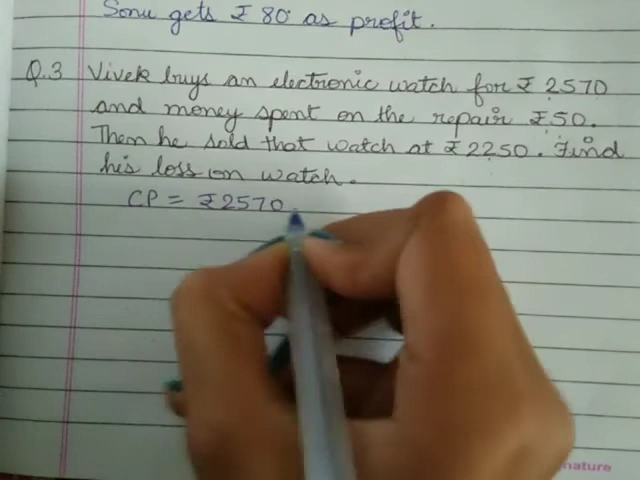 Sonu gets ₹ 80 as profit.
Q.3 Vivek buys an electronic watch for ₹ 2570
and money spent on the repair ₹50.
Then he sold that watch at ₹2250. Find
his loss on watch.
CP = ₹2570
nature